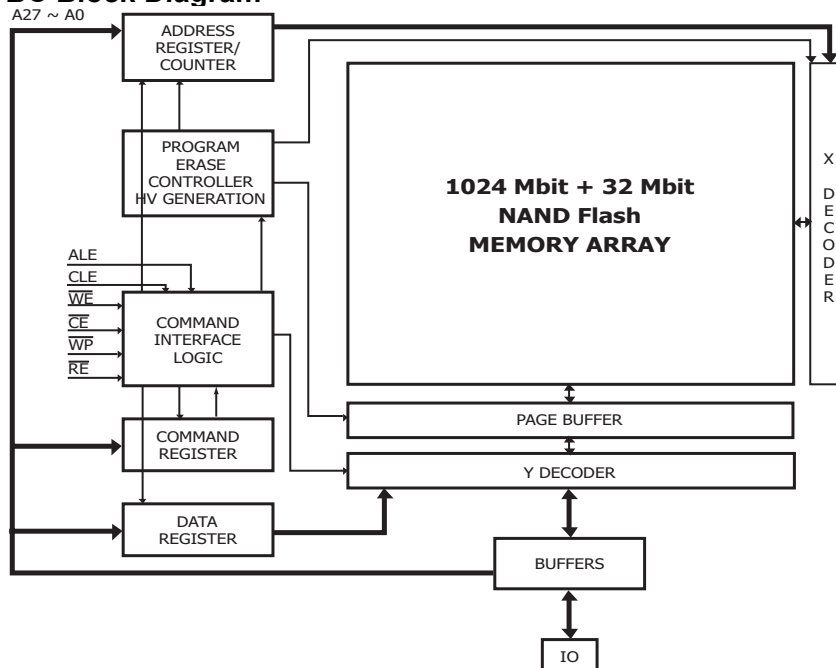 A27 ~ A0
ADDRESS
REGISTER/
COUNTER
PROGRAM
ERASE
CONTROLLER
HV GENERATION
1024 Mbit + 32 Mbit
NAND Flash
MEMORY ARRAY
X
D
E
C
O
D
E
R
ALE
CLE
WE
CE
WP
RE
COMMAND
INTERFACE
LOGIC
PAGE BUFFER
COMMAND
REGISTER
Y DECODER
DATA
REGISTER
BUFFERS
IO